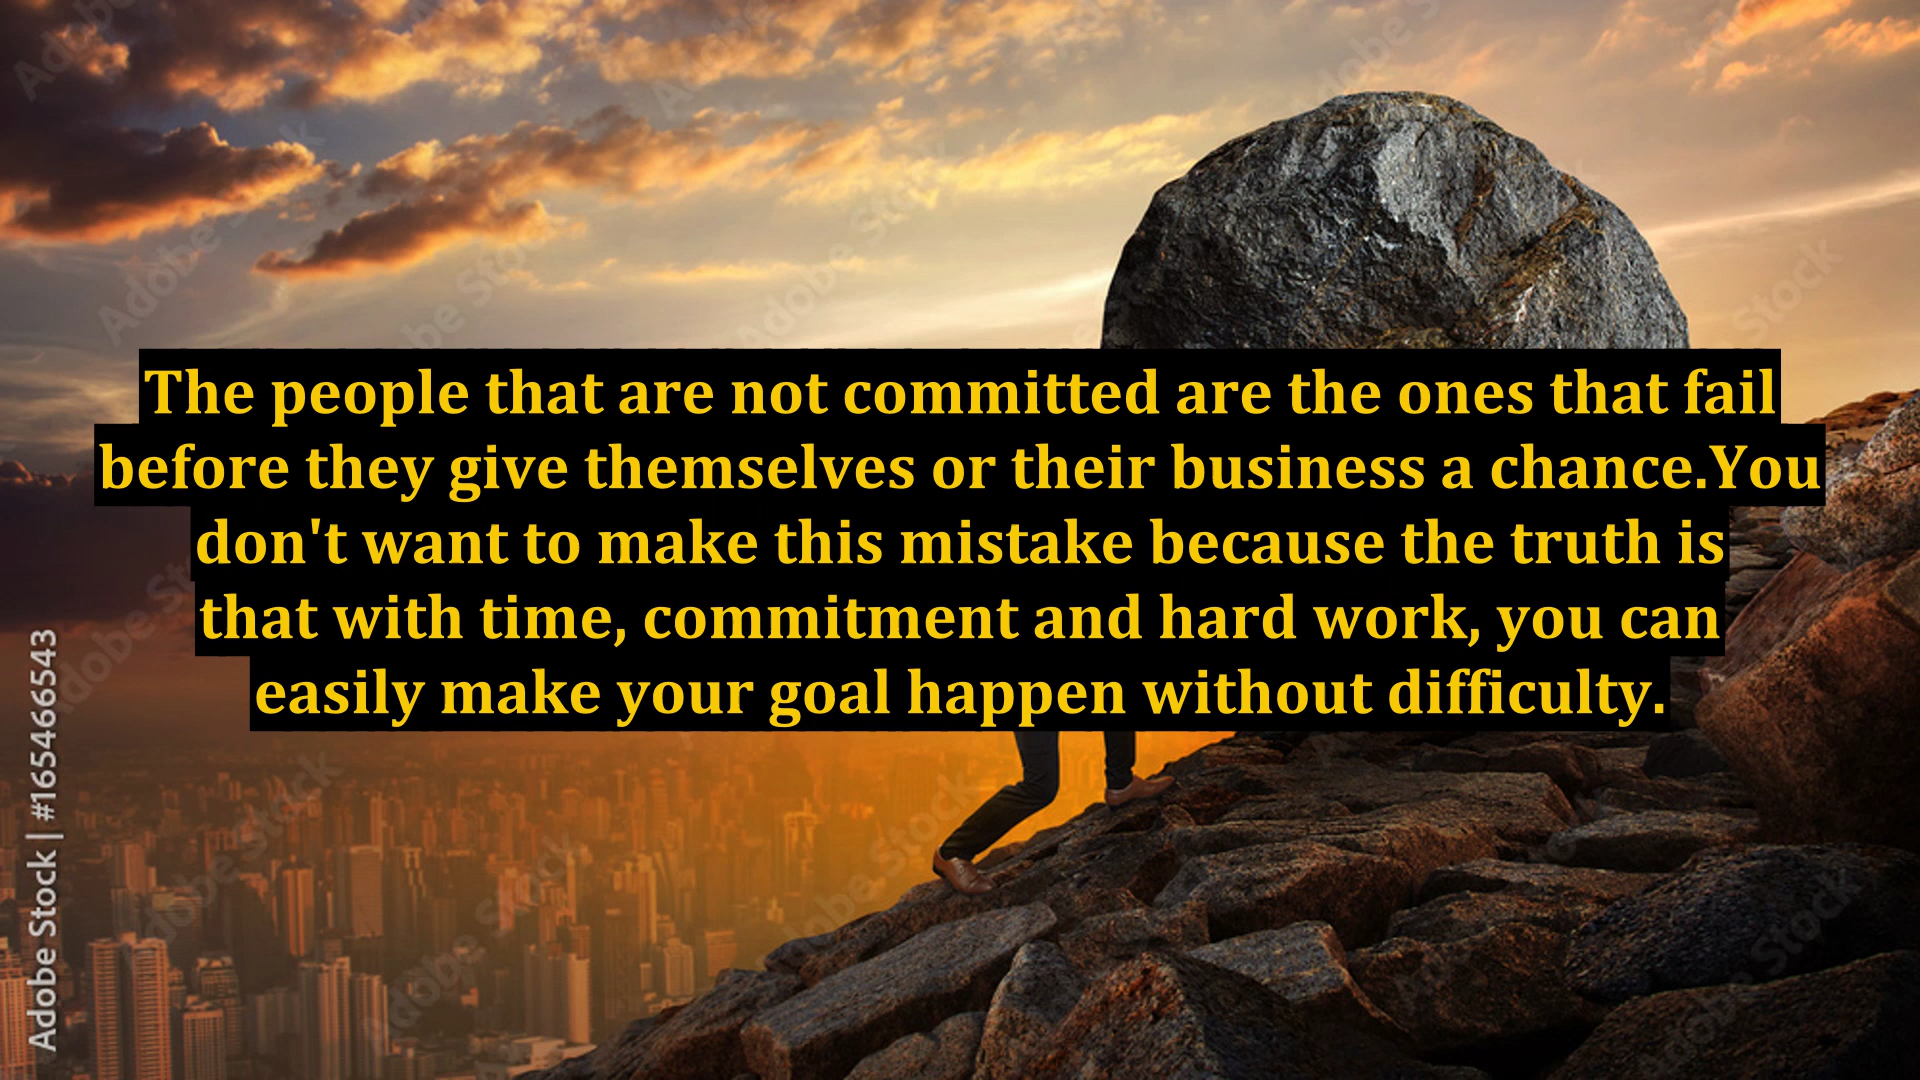 The people that are not committed are the ones that fail
before they give themselves or their business a chance.You
don't want to make this mistake because the truth is
that with time, commitment and hard work, you can
easily make your goal happen without difficulty.
Adobe Stock | #165466543